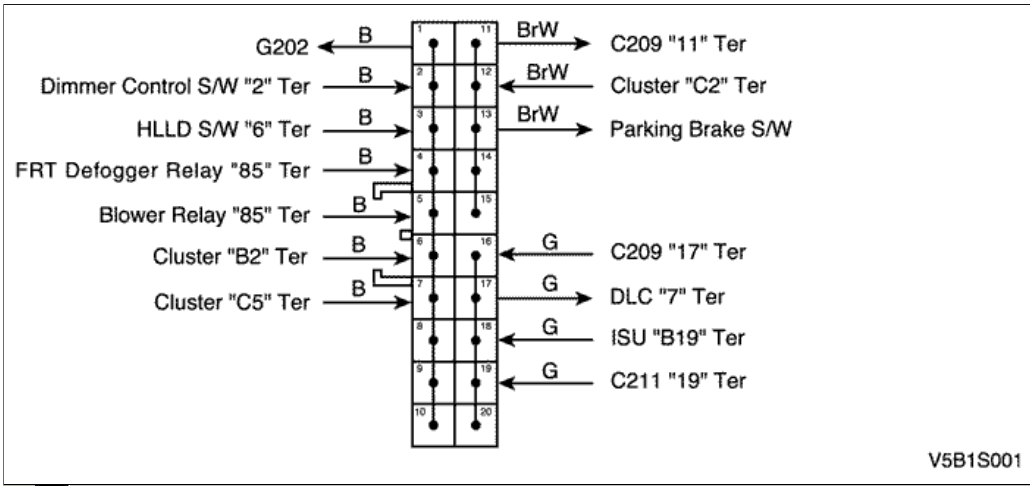 G202 B 1 11 BrW C209 "11" Ter
Dimmer Control S/W "2" Ter B 2 12 BrW Cluster "C2" Ter
HLLD S/W "6" Ter B 3 13 BrW Parking Brake S/W
FRT Defogger Relay "85" Ter B 4 14
Blower Relay "85" Ter B 5 15
Cluster "B2" Ter B 6 16 G C209 "17" Ter
Cluster "C5" Ter B 7 17 G DLC "7" Ter
8 18 G ISU "B19" Ter
9 19 G C211 "19" Ter
10 20
V5B1S001